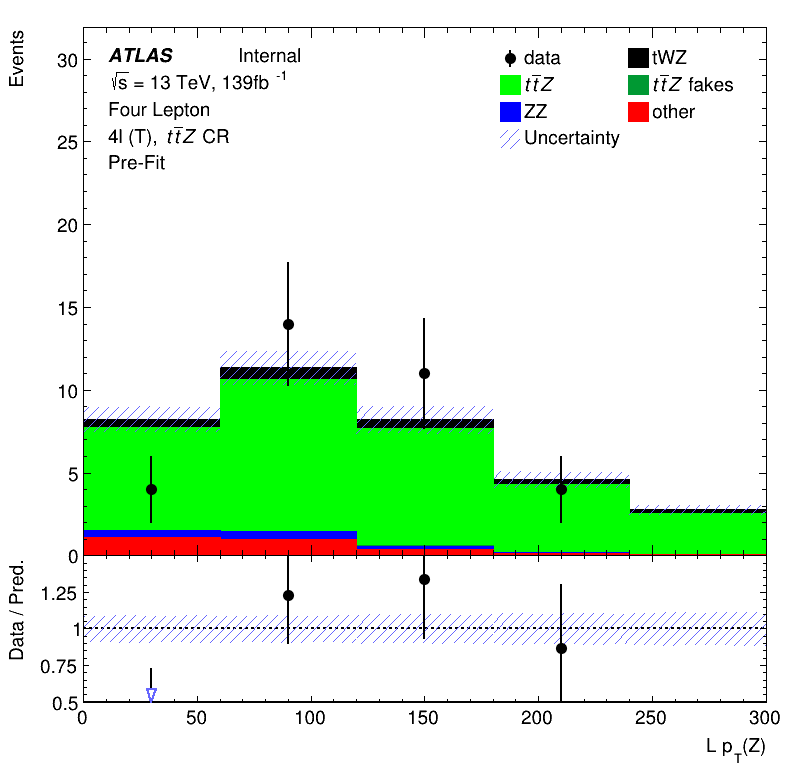 Events
ATLAS Internal
√s = 13 TeV, 139fb -1
Four Lepton
4l (T), tt̅Z CR
Pre-Fit
data
tWZ
tt̅Z
tt̅Z fakes
ZZ
other
Uncertainty
30
25
20
15
10
5
0
Data / Pred.
1.25
1
0.75
0.5
0 50 100 150 200 250 300
L pT(Z)